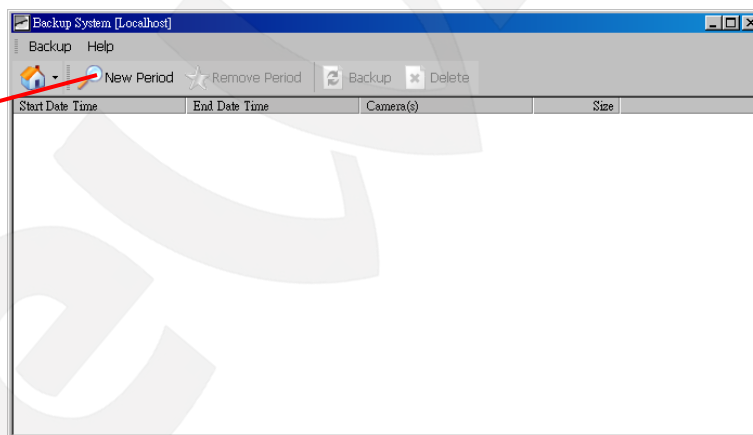 Backup System [Localhost]
Backup Help
New Period Remove Period Backup Delete
Start Date Time End Date Time Camera(s) Size